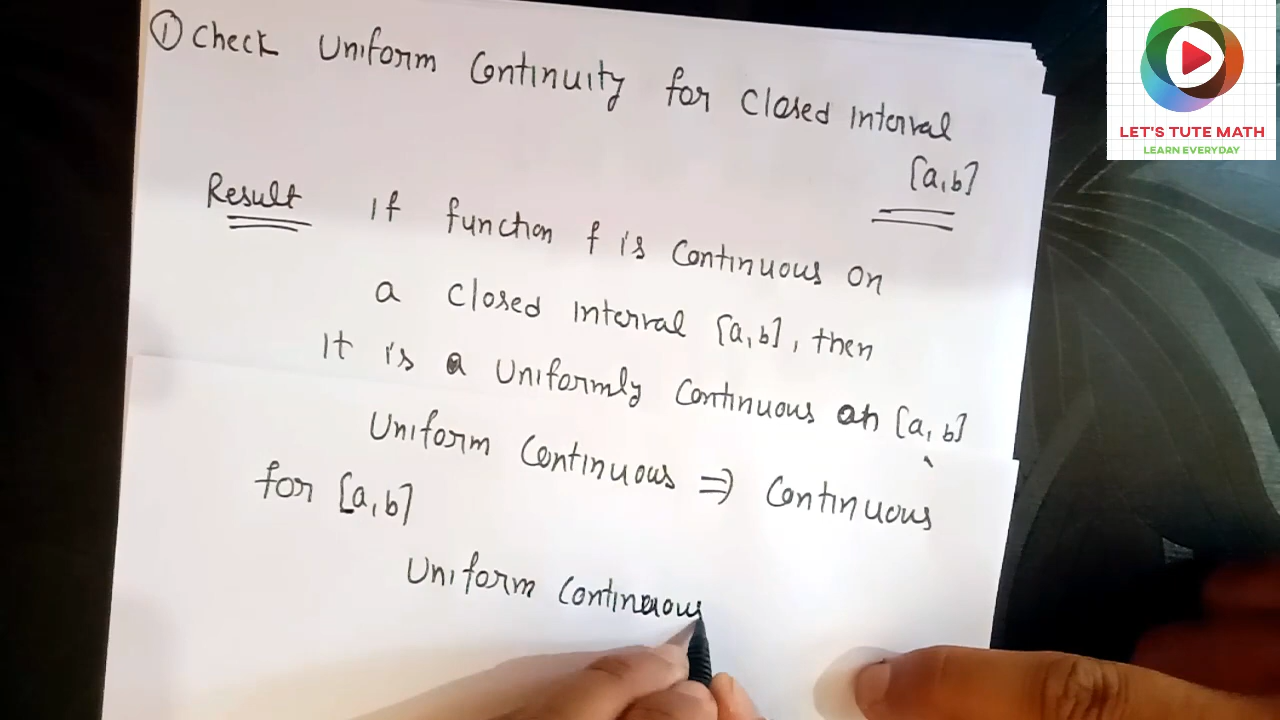 ① Check Uniform Continuity for Closed Interval
[a,b]
Result If function f is Continuous on
a closed interval [a,b], then
It is a Uniformly Continuous on [a,b]
Uniform Continuous ⇒ Continuous
for [a,b]
Uniform Continuous
LET'S TUTE MATH
LEARN EVERYDAY